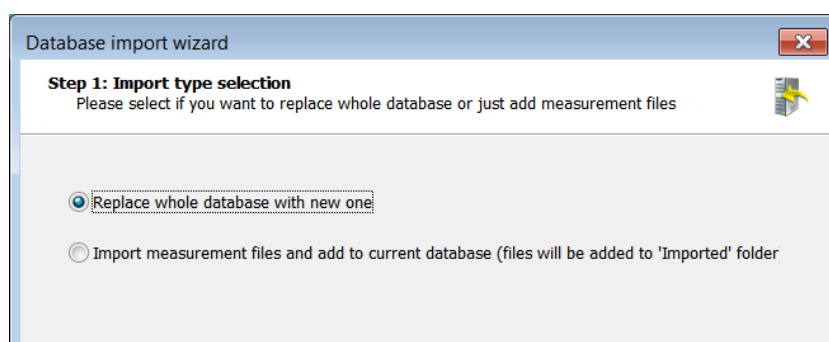 Database import wizard
Step 1: Import type selection
Please select if you want to replace whole database or just add measurement files
Replace whole database with new one
Import measurement files and add to current database (files will be added to 'Imported' folder